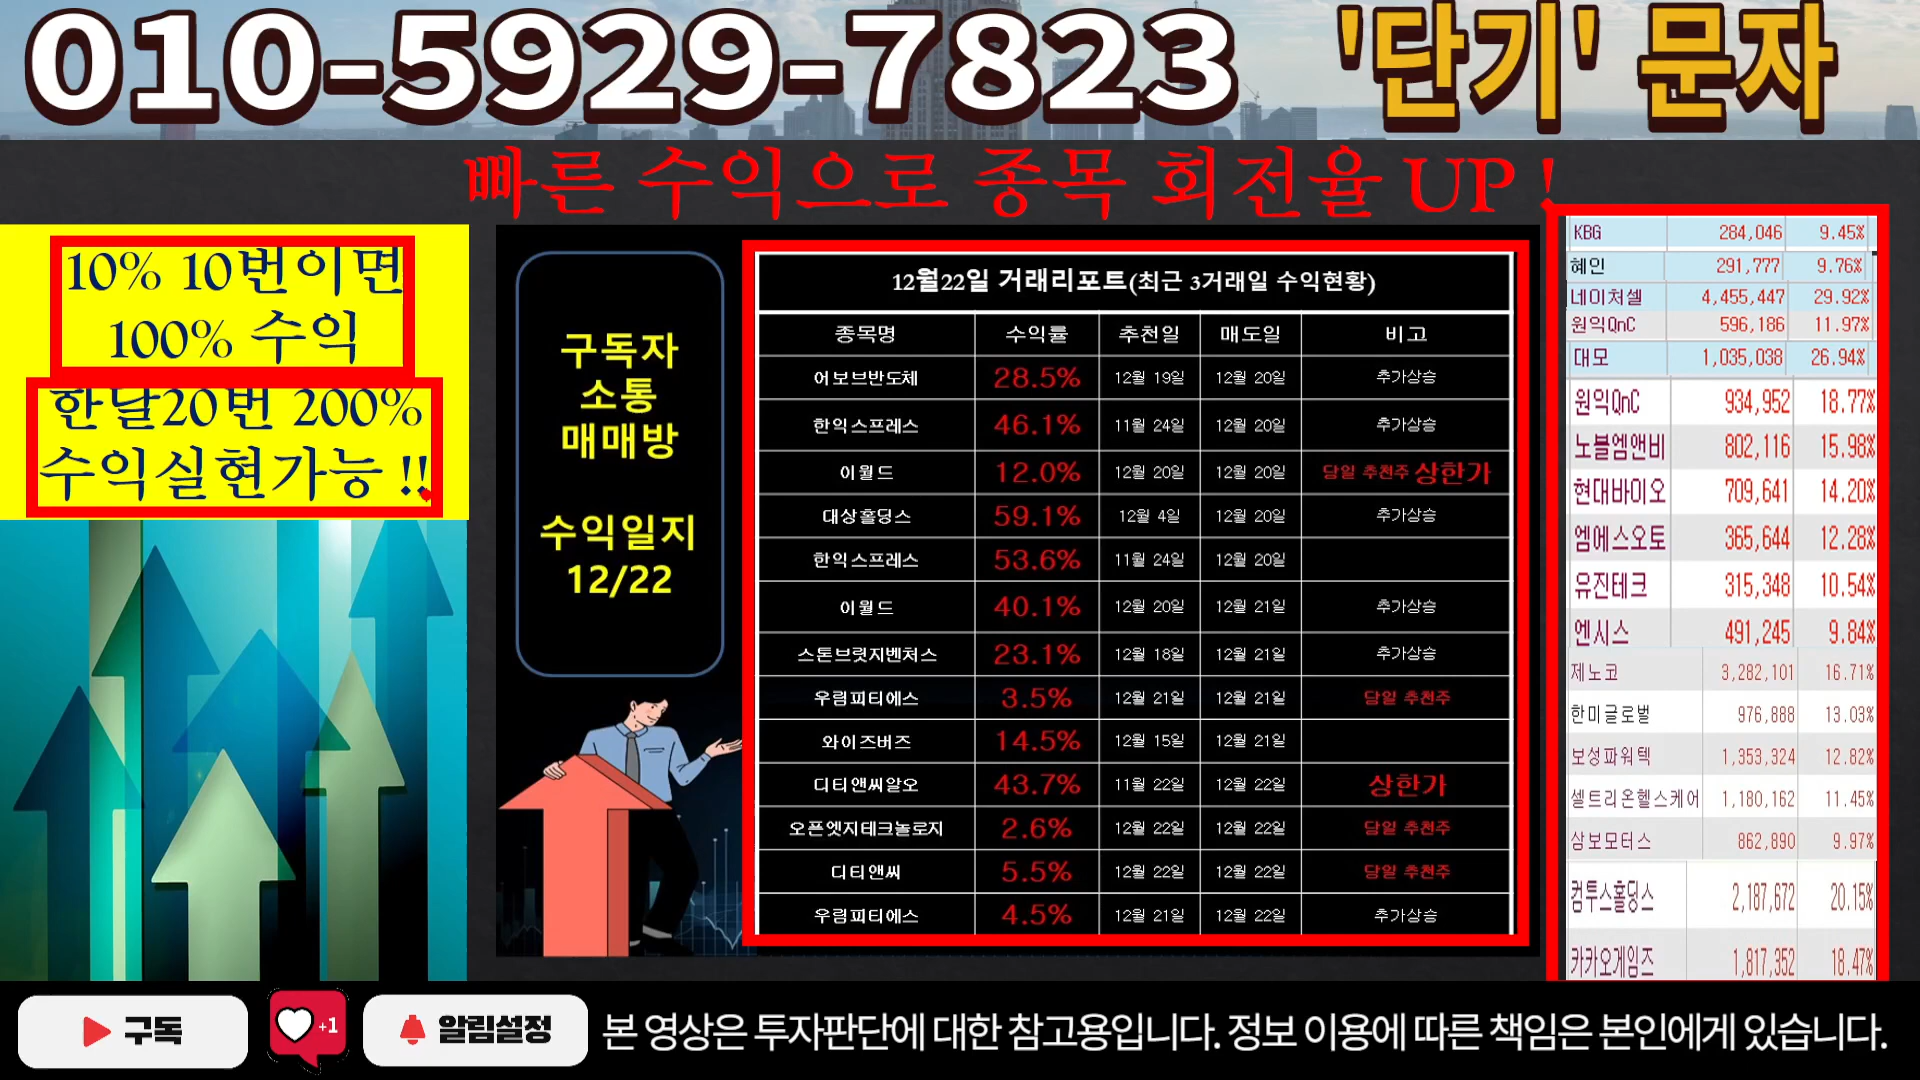 010-5929-7823 '단기' 문자
빠른 수익으로 종목 회전율 UP !
10% 10번이면
100% 수익
한달20번 200%
수익실현가능 !!
구독자
소통
매매방
수익일지
12/22
12월22일 거래리포트(최근 3거래일 수익현황)
종목명 수익률 추천일 매도일 비고
어보브반도체 28.5% 12월 19일 12월 20일 추가상승
한익스프레스 46.1% 11월 24일 12월 20일 추가상승
이월드 12.0% 12월 20일 12월 20일 당일 추천주 상한가
대상홀딩스 59.1% 12월 4일 12월 20일 추가상승
한익스프레스 53.6% 11월 24일 12월 20일
이월드 40.1% 12월 20일 12월 21일 추가상승
스톤브릿지벤처스 23.1% 12월 18일 12월 21일 추가상승
우림피티에스 3.5% 12월 21일 12월 21일 당일 추천주
와이즈버즈 14.5% 12월 15일 12월 21일
디티앤씨알오 43.7% 11월 22일 12월 22일 상한가
오픈엣지테크놀로지 2.6% 12월 22일 12월 22일 당일 추천주
디티앤씨 5.5% 12월 22일 12월 22일 당일 추천주
우림피티에스 4.5% 12월 21일 12월 22일 추가상승
KBG 284,046 9.45%
혜인 291,777 9.76%
네이처셀 4,455,447 29.92%
원익QnC 596,186 11.97%
대모 1,035,038 26.94%
원익QnC 934,952 18.77%
노블엠앤비 802,116 15.98%
현대바이오 709,641 14.20%
엠에스오토 365,644 12.28%
유진테크 315,348 10.54%
엔시스 491,245 9.84%
제노코 3,282,101 16.71%
한미글로벌 976,888 13.03%
보성파워텍 1,353,324 12.82%
셀트리온헬스케어 1,180,162 11.45%
상보모터스 862,890 9.97%
컴투스홀딩스 2,187,672 20.15%
카카오게임즈 1,817,352 18.47%
구독 +1 알림설정 본 영상은 투자판단에 대한 참고용입니다. 정보 이용에 따른 책임은 본인에게 있습니다.